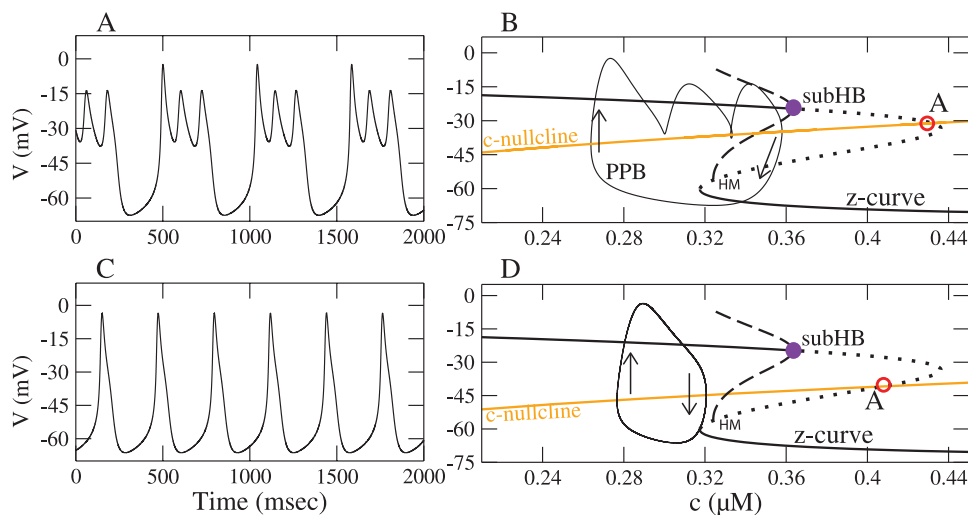 A
V (mV)
0
-15
-30
-45
-60
0
500
1000
1500
2000
B
0
-15
-30
-45
-60
-75
subHB
A
c-nullcline
PPB
HM
z-curve
0.24
0.28
0.32
0.36
0.4
0.44
C
V (mV)
0
-15
-30
-45
-60
0
500
1000
1500
2000
Time (msec)
D
0
-15
-30
-45
-60
-75
subHB
c-nullcline
A
HM
z-curve
0.24
0.28
0.32
0.36
0.4
0.44
c (μM)